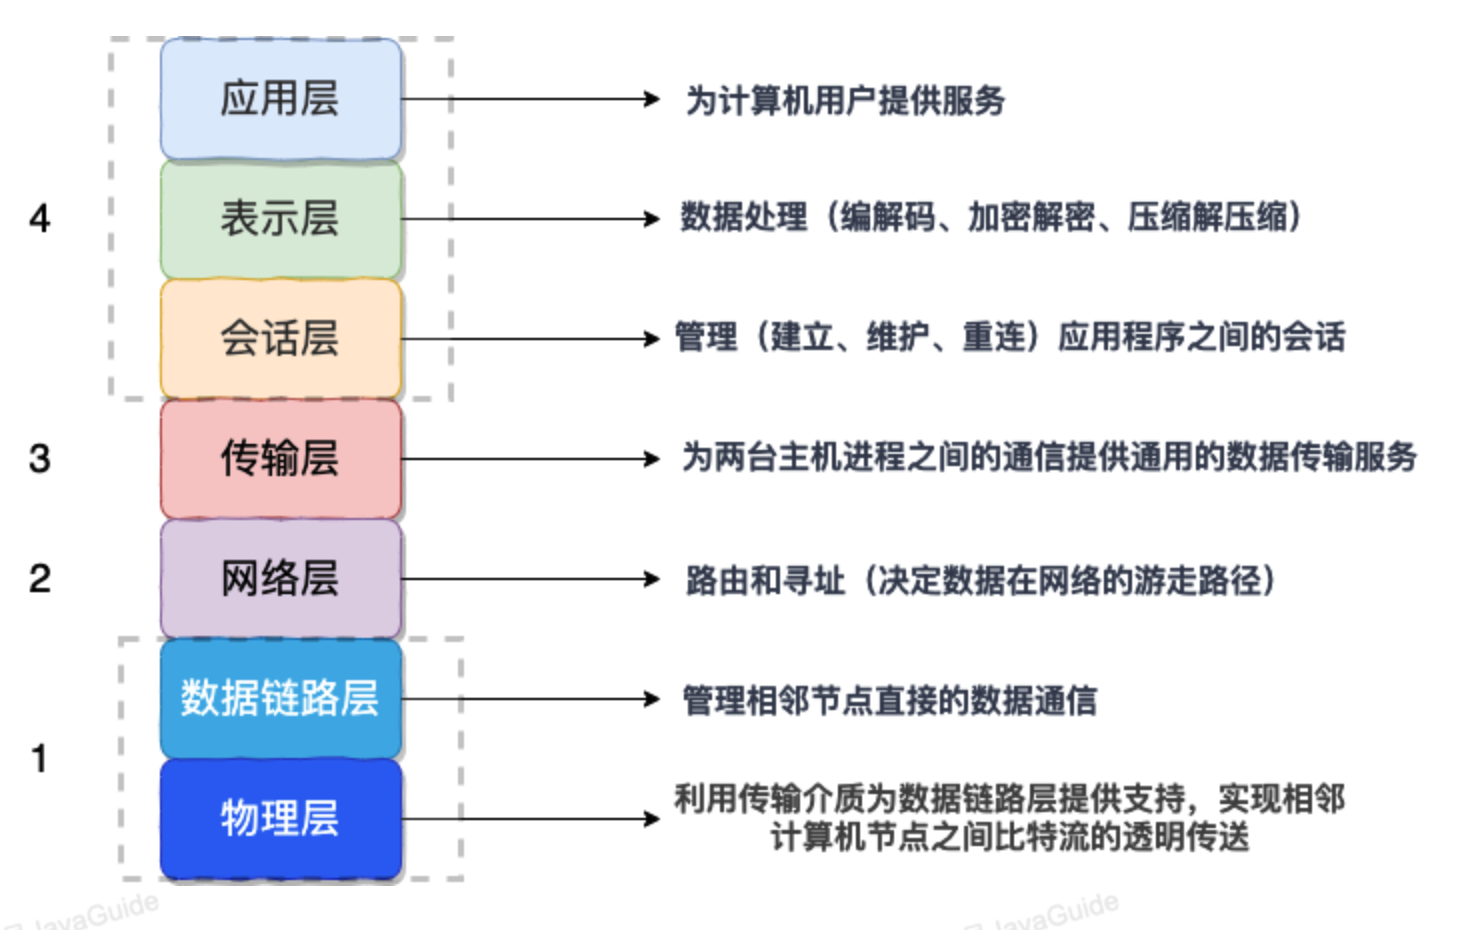 应用层
为计算机用户提供服务
4
表示层
数据处理（编解码、加密解密、压缩解压缩）
会话层
管理（建立、维护、重连）应用程序之间的会话
3
传输层
为两台主机进程之间的通信提供通用的数据传输服务
2
网络层
路由和寻址（决定数据在网络的游走路径）
数据链路层
管理相邻节点直接的数据通信
1
物理层
利用传输介质为数据链路层提供支持，实现相邻
计算机节点之间比特流的透明传送
JavaGuide
JavaGuide